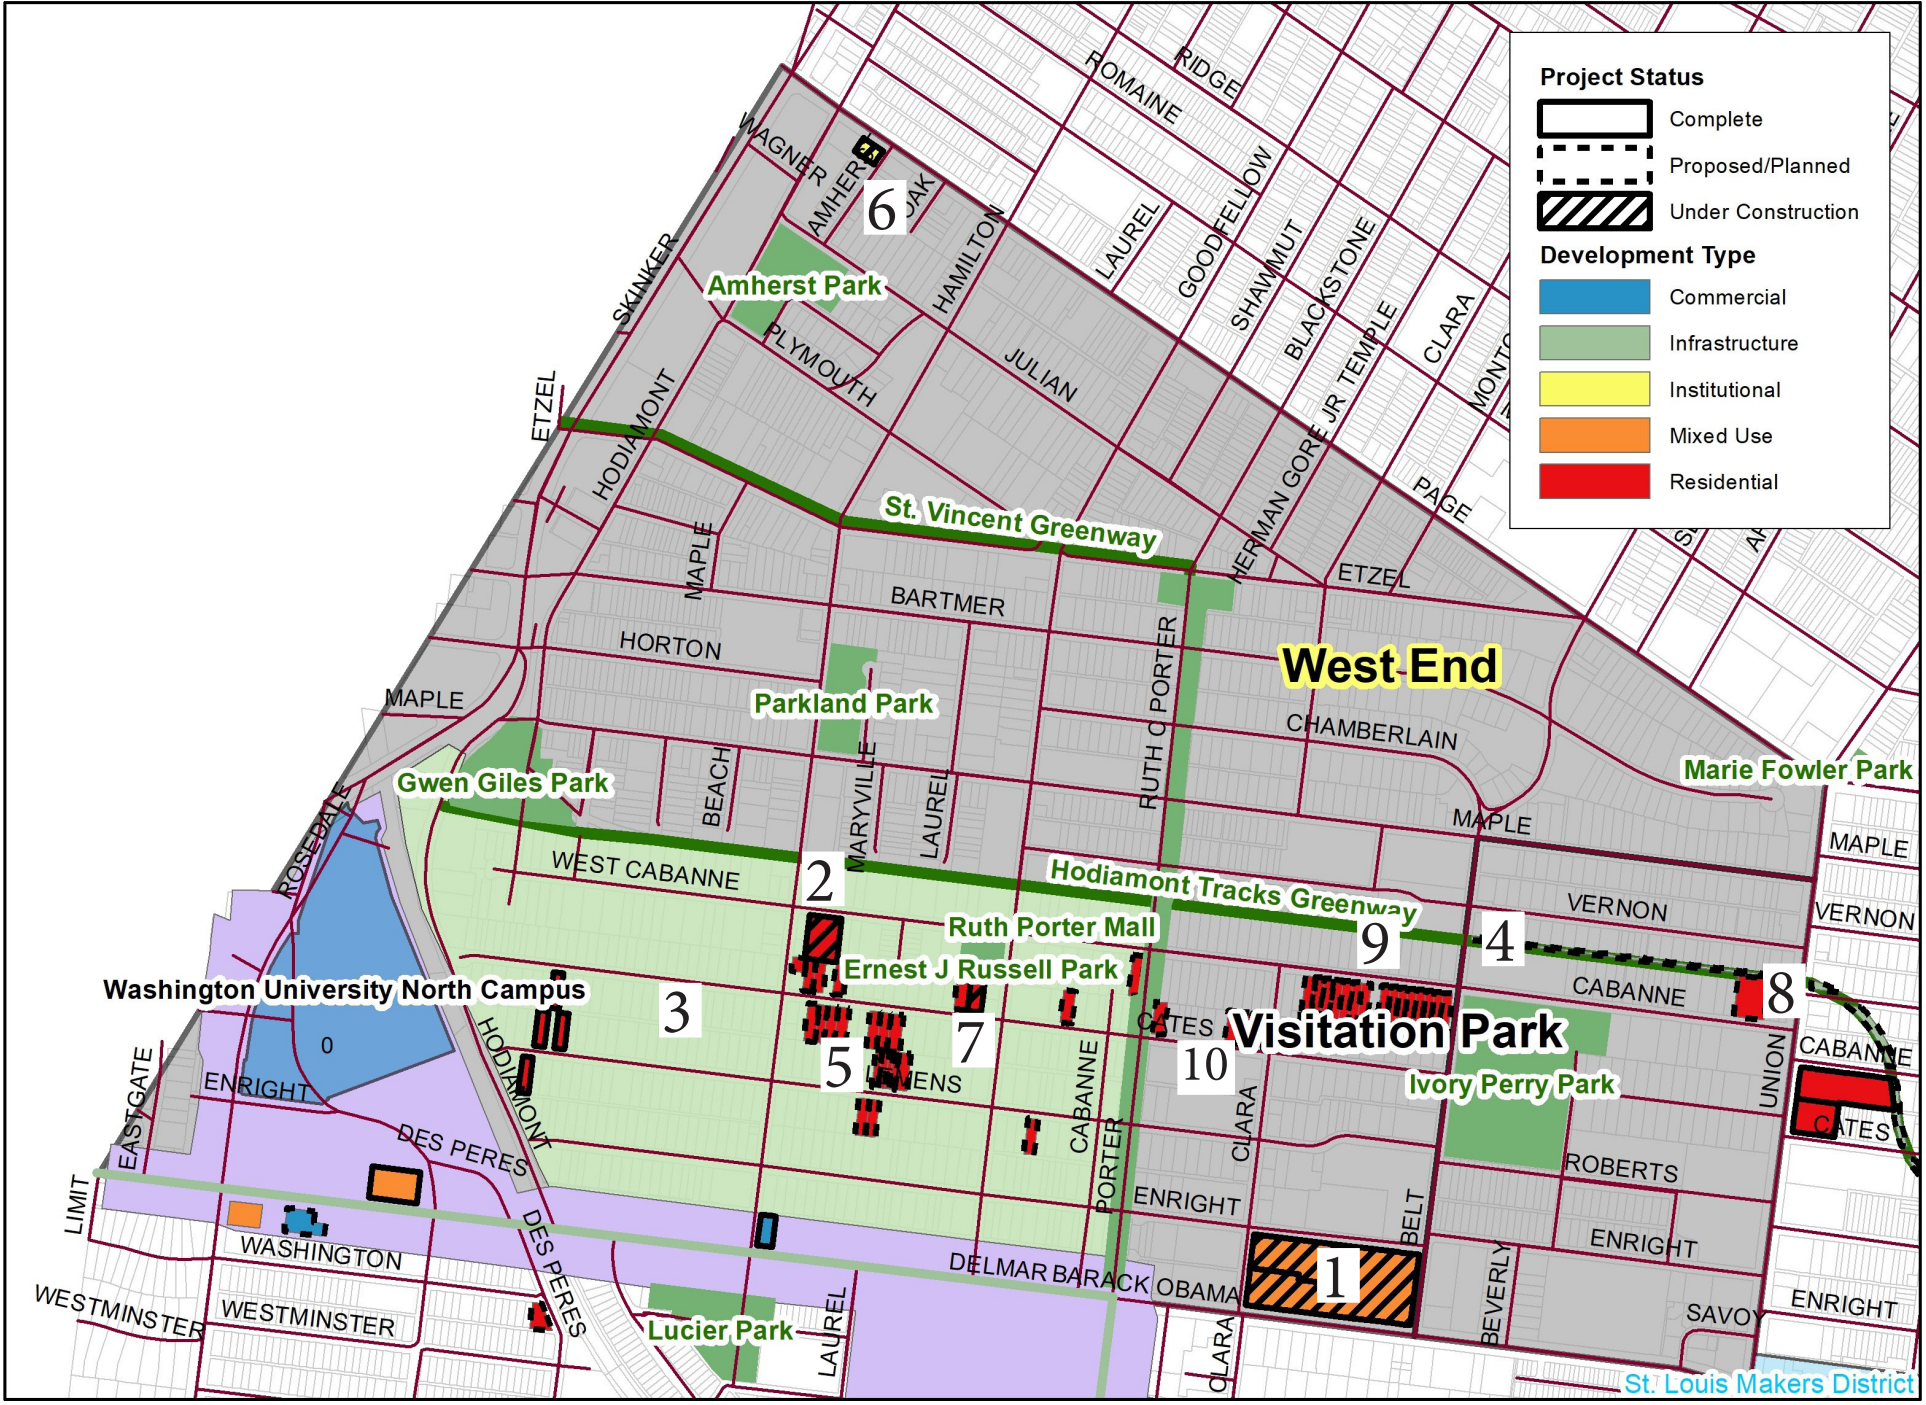 Project Status
Complete
Proposed/Planned
Under Construction
Development Type
Commercial
Infrastructure
Institutional
Mixed Use
Residential
RIDGE
ROMAINE
WAGNER
AMHER
6
OAK
SKINKER
Amherst Park
HAMILTON
LAUREL
GOODFELLOW
SHAWMUT
BLACKSTONE
HERMAN GORE JR TEMPLE
CLARA
PLYMOUTH
JULIAN
ETZEL
HODIAMONT
PAGE
St. Vincent Greenway
MAPLE
BARTMER
ETZEL
HORTON
West End
MAPLE
Parkland Park
RUTH C PORTER
CHAMBERLAIN
Marie Fowler Park
Gwen Giles Park
BEACH
MARYVILLE
LAUREL
MAPLE
MAPLE
ROSEDALE
WEST CABANNE
2
Hodiamont Tracks Greenway
VERNON
VERNON
Ruth Porter Mall
9
4
Ernest J Russell Park
Washington University North Campus
3
CABANNE
8
CATES
Visitation Park
0
HODIAMONT
5
7
10
CABANNE
UNION
CABANNE
Ivory Perry Park
EASTGATE
ENRIGHT
CLARA
CATES
DES PERES
PORTER
ROBERTS
LIMIT
ENRIGHT
BELT
ENRIGHT
WASHINGTON
DES PERES
DELMAR BARACK OBAMA
1
BEVERLY
WESTMINSTER
WESTMINSTER
Lucier Park
LAUREL
CLARA
SAVOY
ENRIGHT
St. Louis Makers District